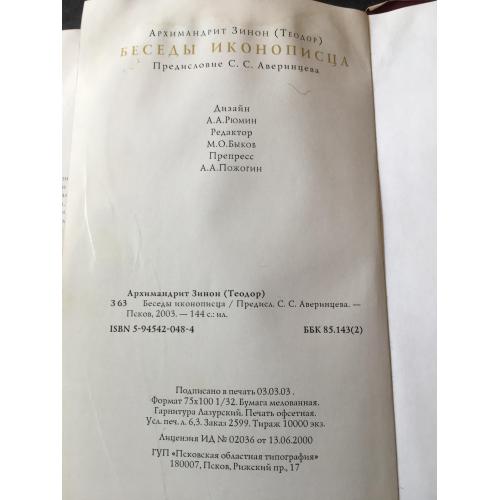 Архимандрит Зинон (Теодор)
БЕСЕДЫ ИКОНОПИСЦА
Предисловие С. С. Аверинцева
Дизайн
А.А.Рюмин
Редактор
М.О.Быков
Препресс
А.А.Пожогин
Архимандрит Зинон (Теодор)
З 63 Беседы иконописца / Предисл. С. С. Аверинцева. —
Псков, 2003. — 144 с.: ил.
ISBN 5-94542-048-4 ББК 85.143(2)
Подписано в печать 03.03.03 .
Формат 75х100 1/32. Бумага мелованная.
Гарнитура Лазурский. Печать офсетная.
Усл. печ. л. 6,3. Заказ 2599. Тираж 10000 экз.
Лицензия ИД № 02036 от 13.06.2000
ГУП «Псковская областная типография»
180007, Псков, Рижский пр., 17